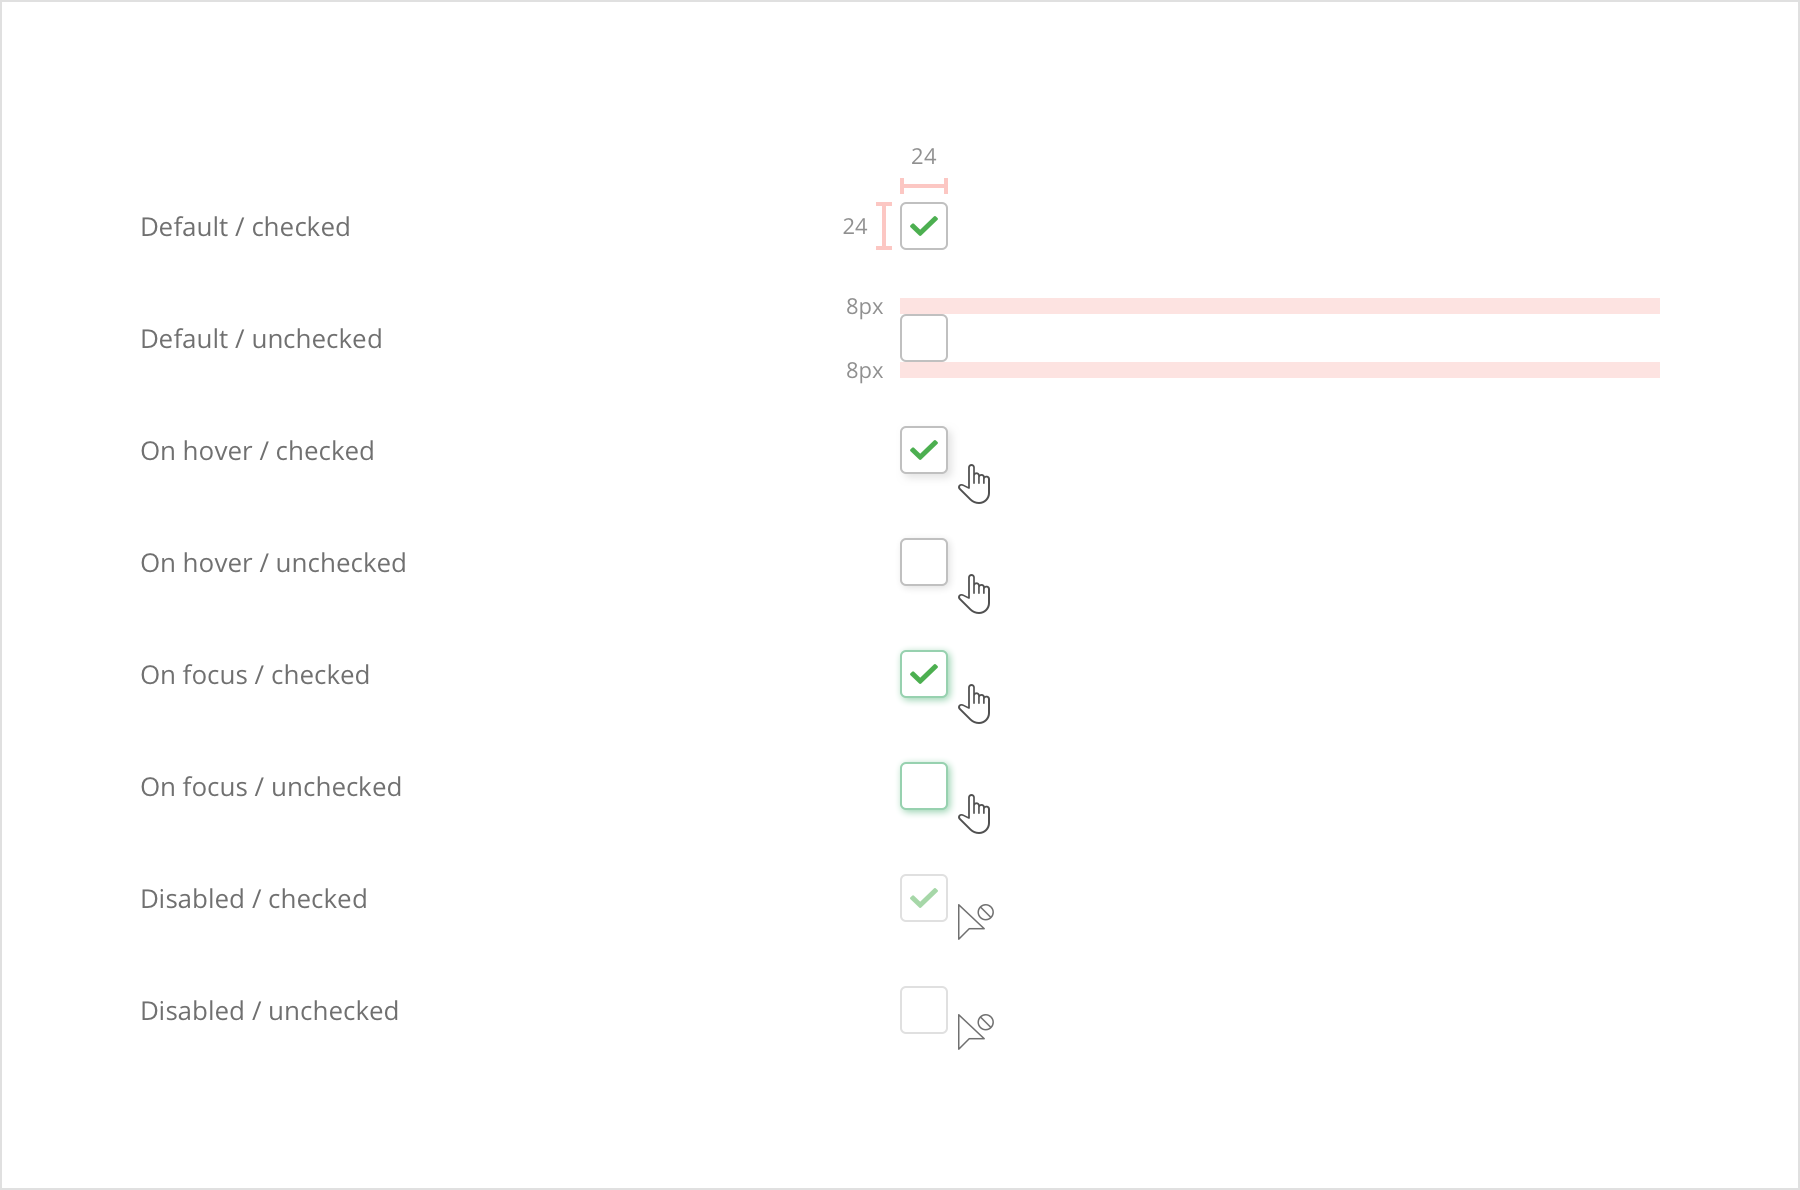 24
Default / checked
24
8px
Default / unchecked
8px
On hover / checked
On hover / unchecked
On focus / checked
On focus / unchecked
Disabled / checked
Disabled / unchecked